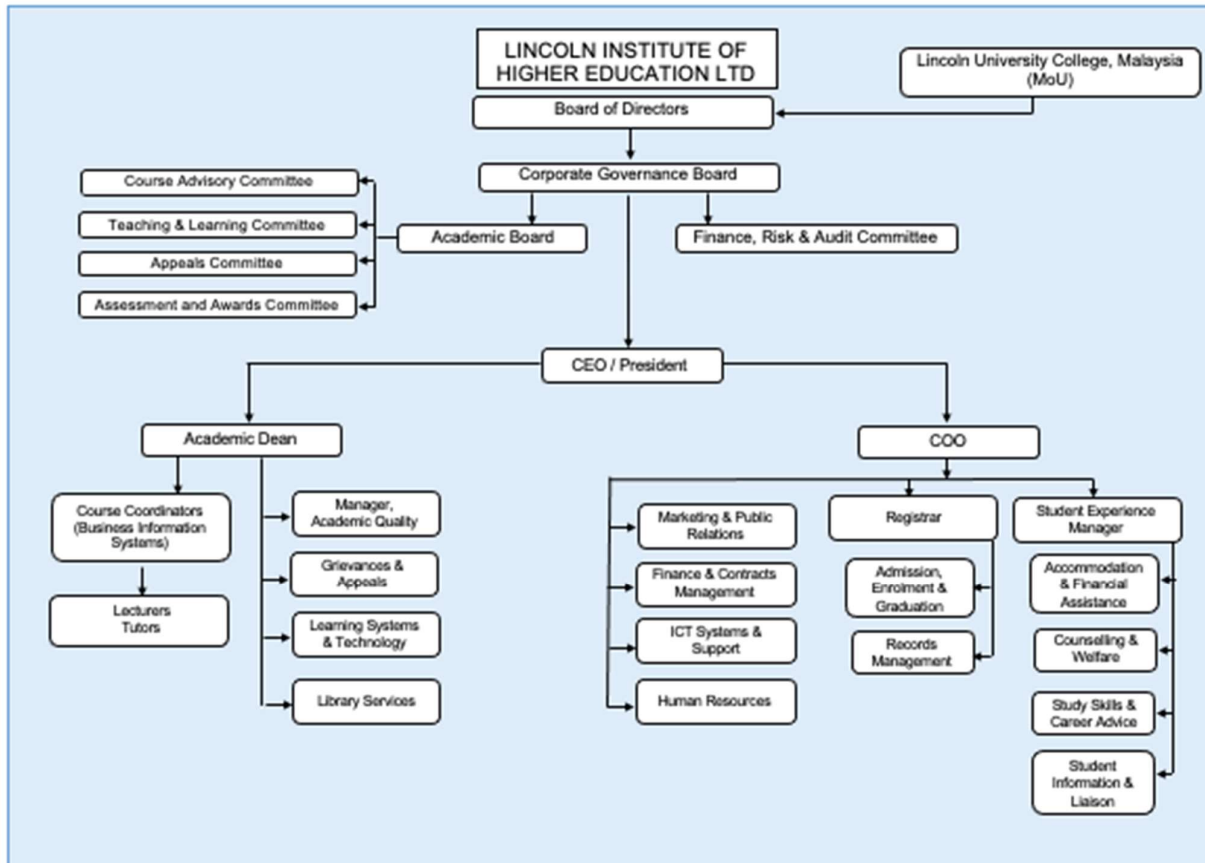 LINCOLN INSTITUTE OF
HIGHER EDUCATION LTD
Lincoln University College, Malaysia
(MoU)
Board of Directors
Corporate Governance Board
Course Advisory Committee
Teaching & Learning Committee
Academic Board
Finance, Risk & Audit Committee
Appeals Committee
Assessment and Awards Committee
CEO / President
Academic Dean
COO
Course Coordinators
(Business Information
Systems)
Lecturers
Tutors
Manager,
Academic Quality
Grievances &
Appeals
Learning Systems
& Technology
Library Services
Marketing & Public
Relations
Finance & Contracts
Management
ICT Systems &
Support
Human Resources
Registrar
Admission,
Enrolment &
Graduation
Records
Management
Student Experience
Manager
Accommodation
& Financial
Assistance
Counselling &
Welfare
Study Skills &
Career Advice
Student
Information &
Liaison